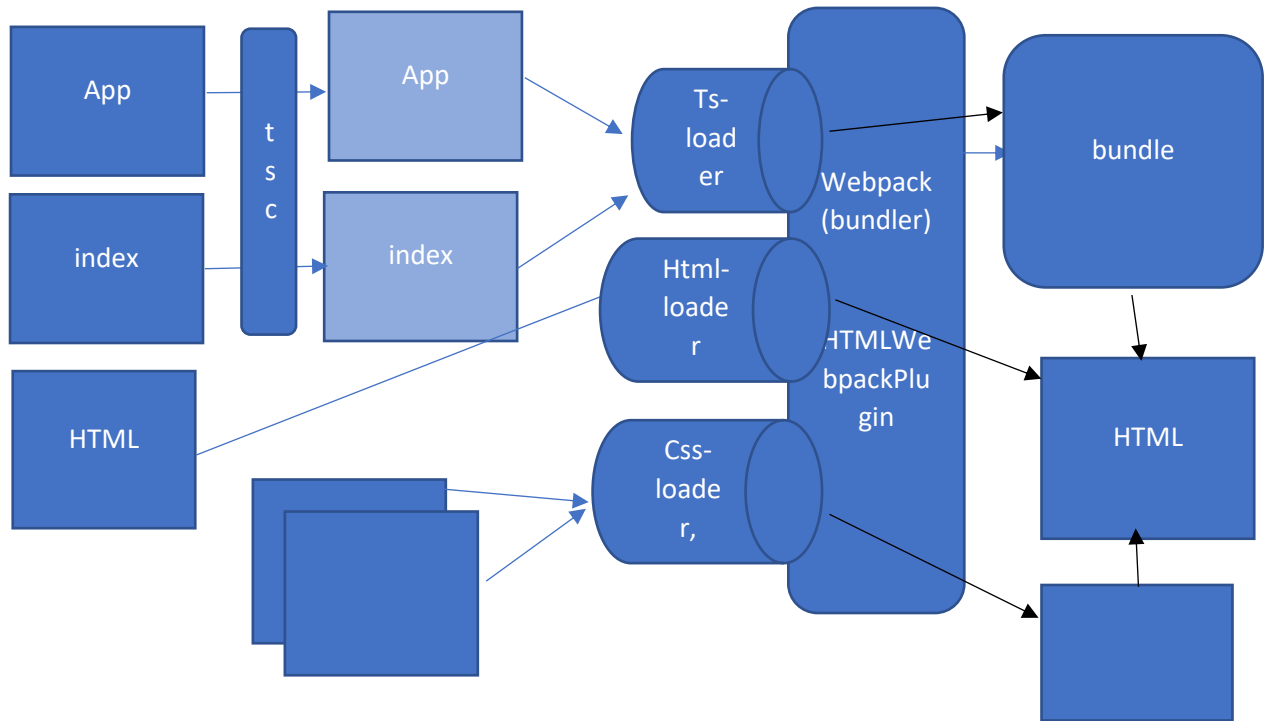 App
App
t
s
c
index
index
HTML
Ts-
load
er
Html-
loade
r
Css-
loade
r,
Webpack
(bundler)
HTMLWe
bpackPlu
gin
bundle
HTML